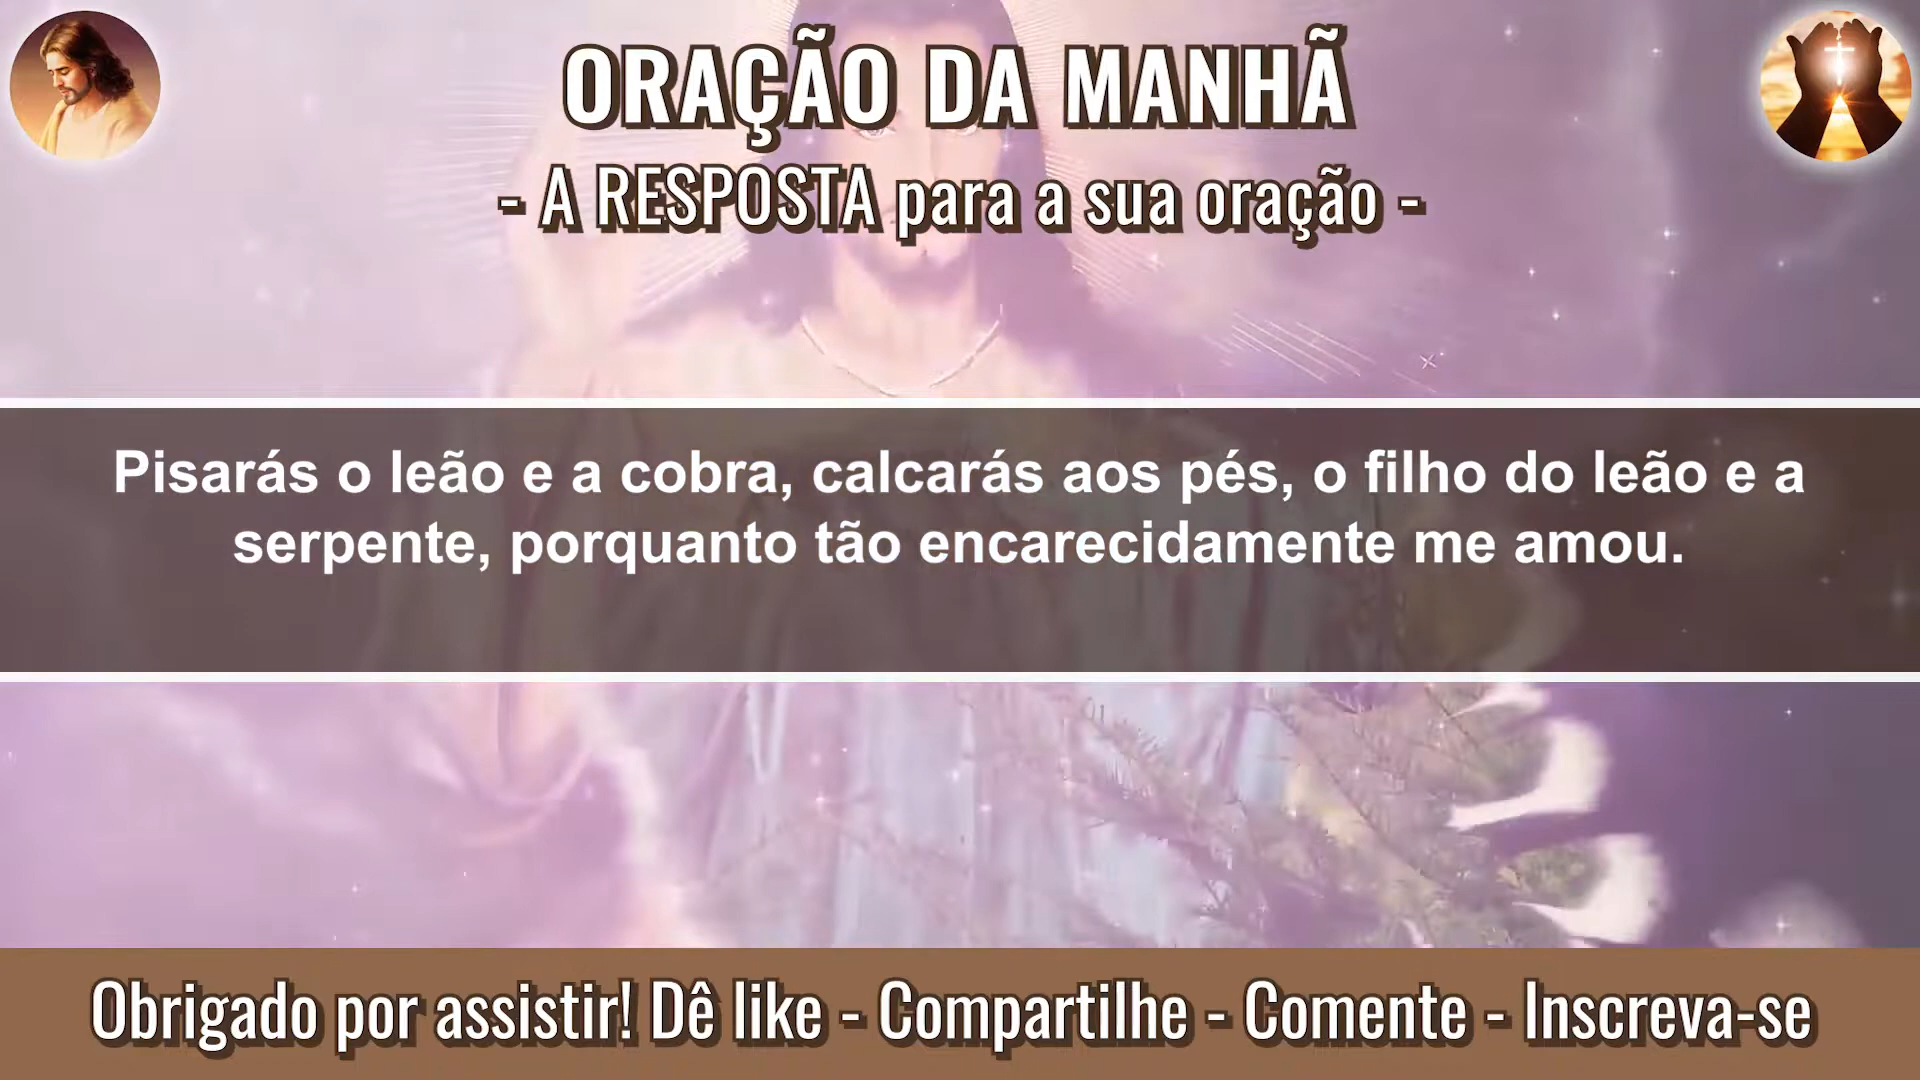 ORAÇÃO DA MANHÃ
- A RESPOSTA para a sua oração -
Pisarás o leão e a cobra, calcarás aos pés, o filho do leão e a
serpente, porquanto tão encarecidamente me amou.
Obrigado por assistir! Dê like - Compartilhe - Comente - Inscreva-se